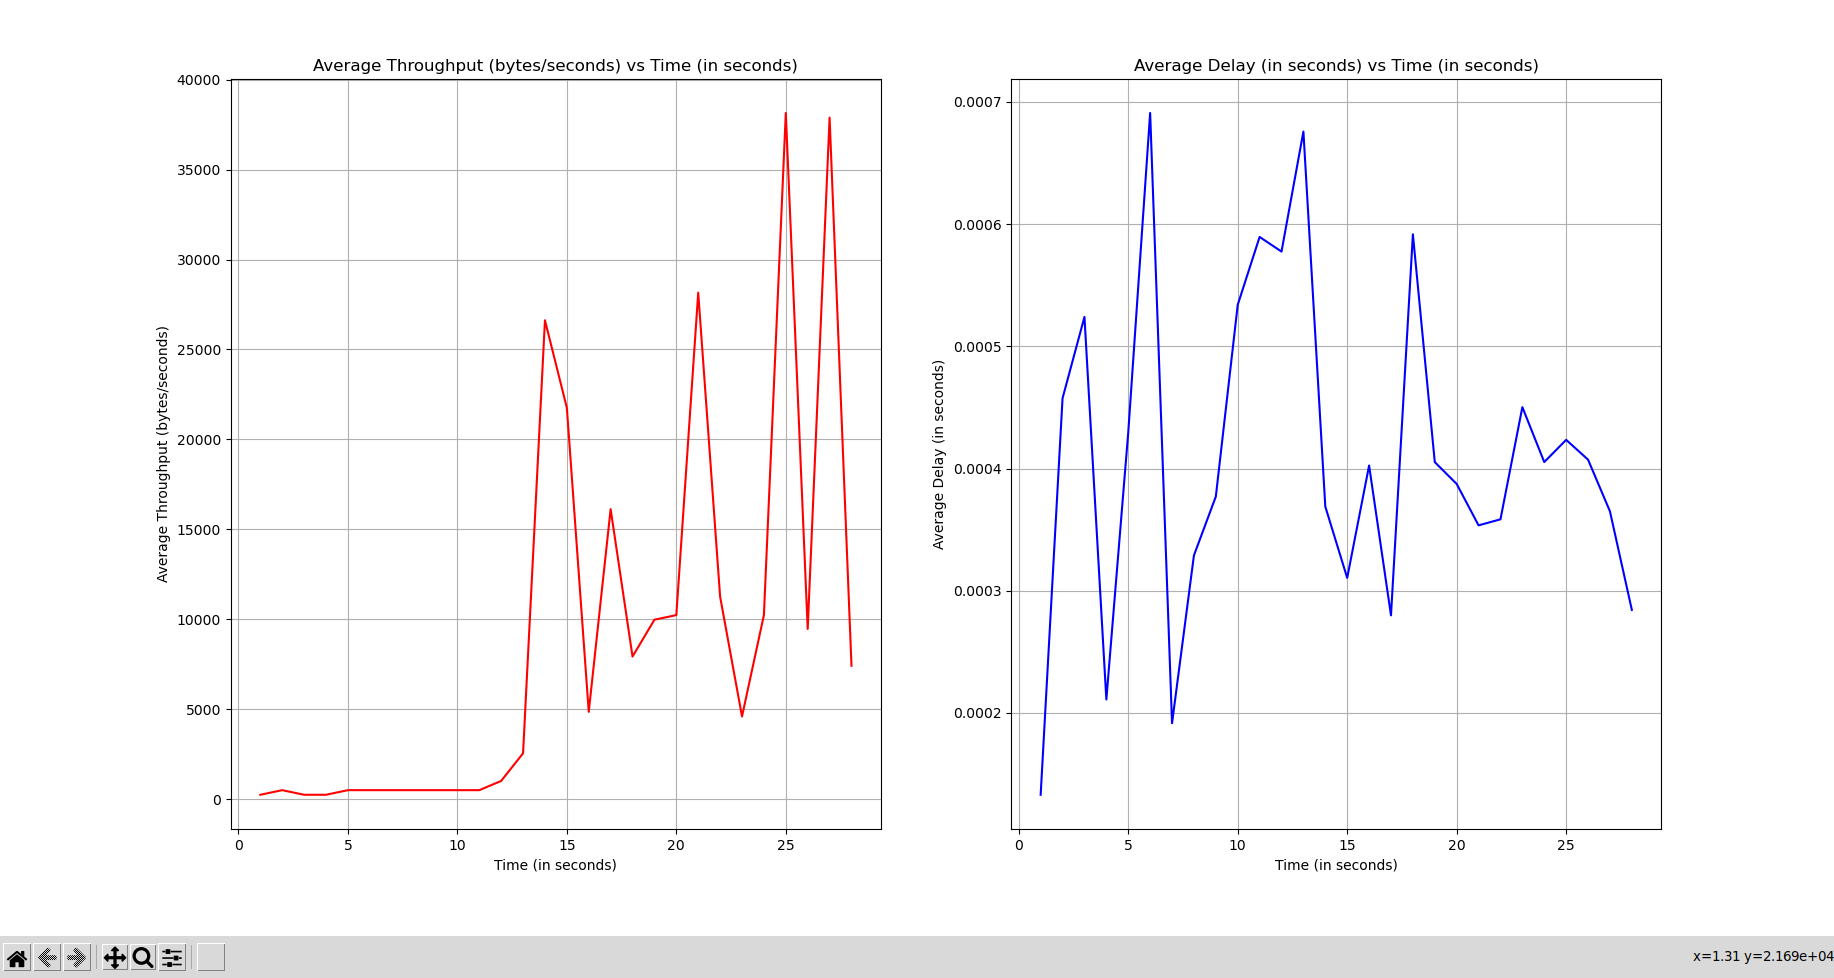 Average Throughput (bytes/seconds) vs Time (in seconds)
40000
35000
30000
25000
20000
15000
10000
5000
0
Average Throughput (bytes/seconds)
0 5 10 15 20 25
Time (in seconds)
Average Delay (in seconds) vs Time (in seconds)
0.0007
0.0006
0.0005
0.0004
0.0003
0.0002
Average Delay (in seconds)
0 5 10 15 20 25
Time (in seconds)
x=1.31 y=2.169e+04